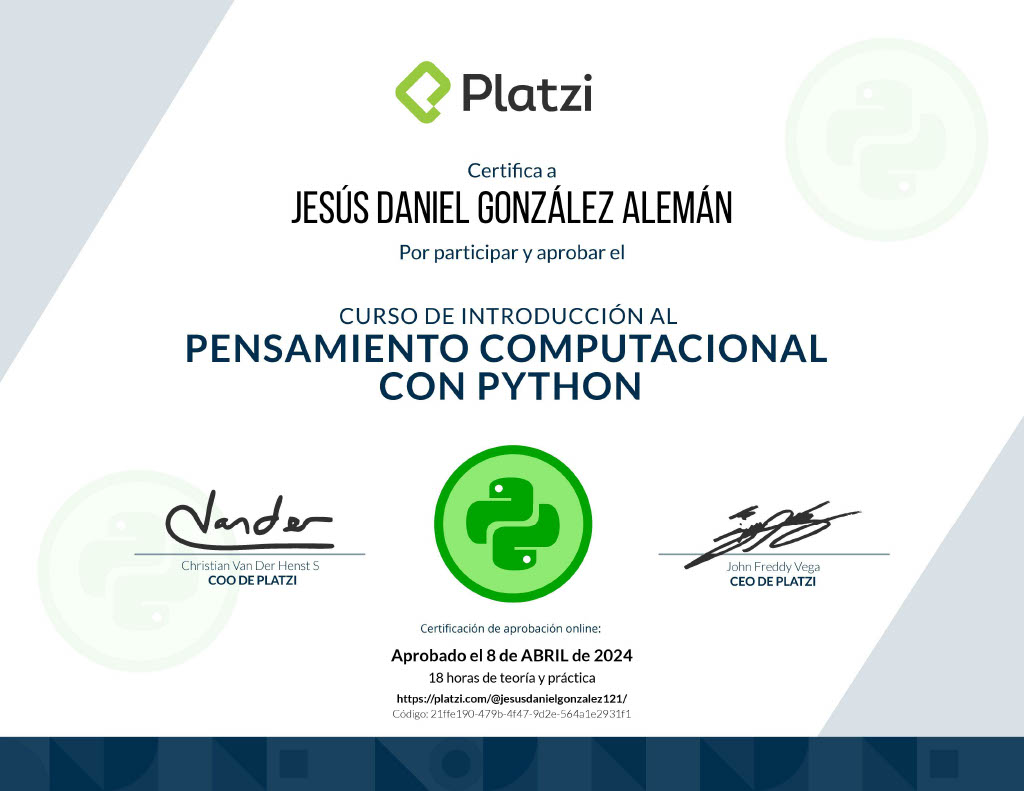 Platzi
Certifica a
JESÚS DANIEL GONZÁLEZ ALEMÁN
Por participar y aprobar el
CURSO DE INTRODUCCIÓN AL
PENSAMIENTO COMPUTACIONAL
CON PYTHON
Vander
Christian Van Der Henst S
COO DE PLATZI
John Freddy Vega
CEO DE PLATZI
Certificación de aprobación online:
Aprobado el 8 de ABRIL de 2024
18 horas de teoría y práctica
https://platzi.com/@jesusdanielgonzalez121/
Código: 21ffe190-479b-4f47-9d2e-564a1e2931f1